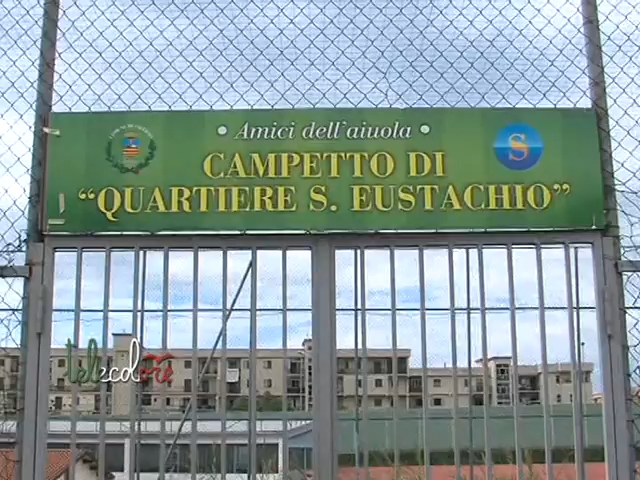 • Amici dell'aiuola •
CAMPETTO DI
"QUARTIERE S. EUSTACHIO"
S
telecolore